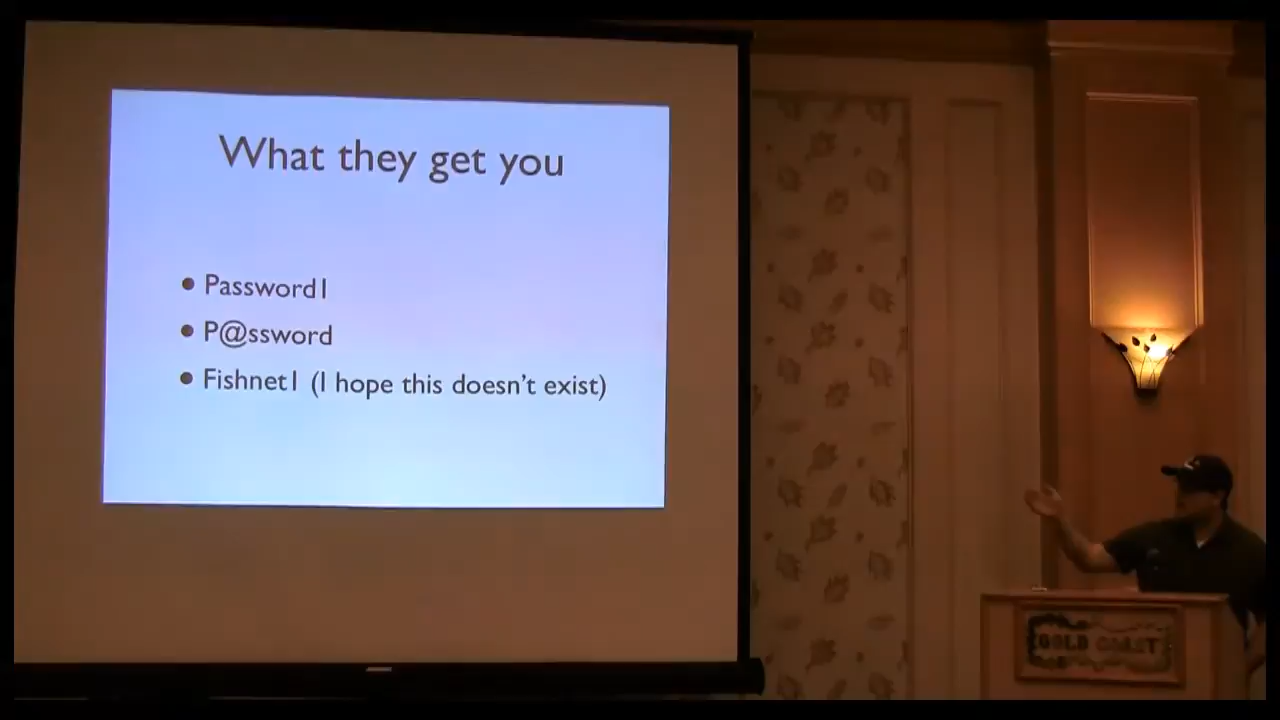 What they get you
• Password1
• P@ssword
• Fishnet1 (I hope this doesn't exist)
GOLD COAST